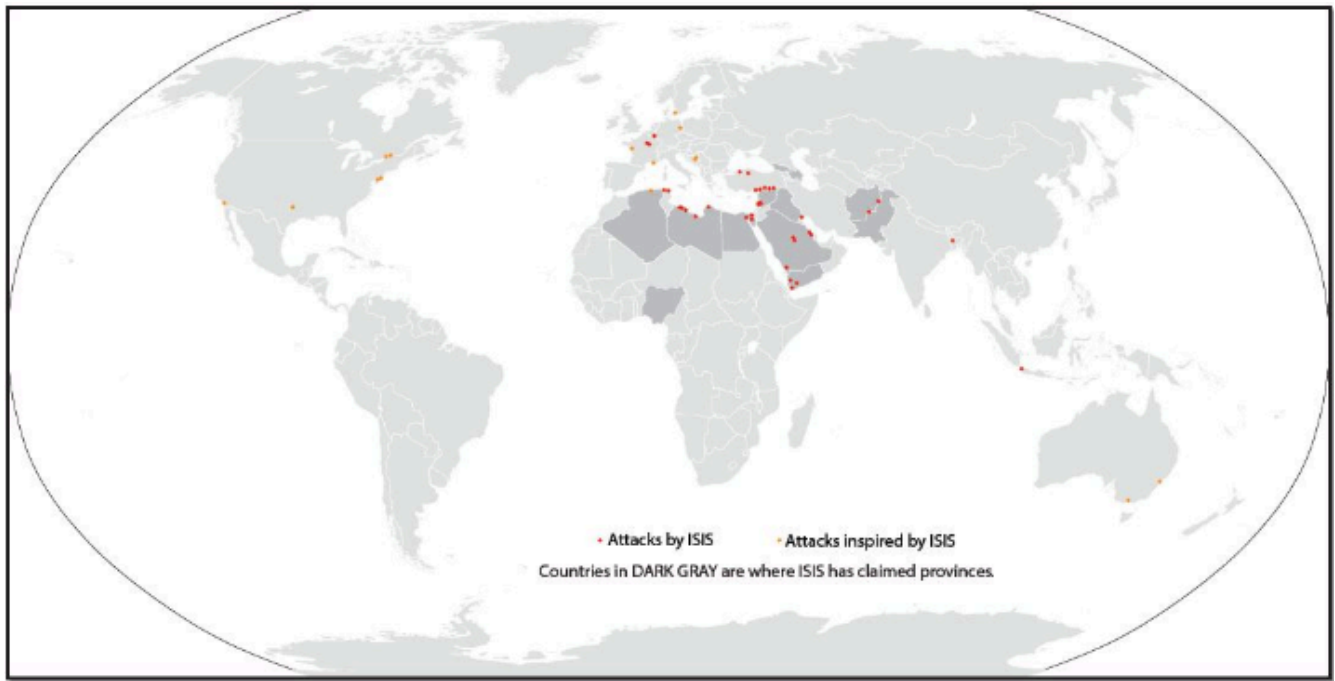 Attacks by ISIS Attacks inspired by ISIS
Countries in DARK GRAY are where ISIS has claimed provinces.